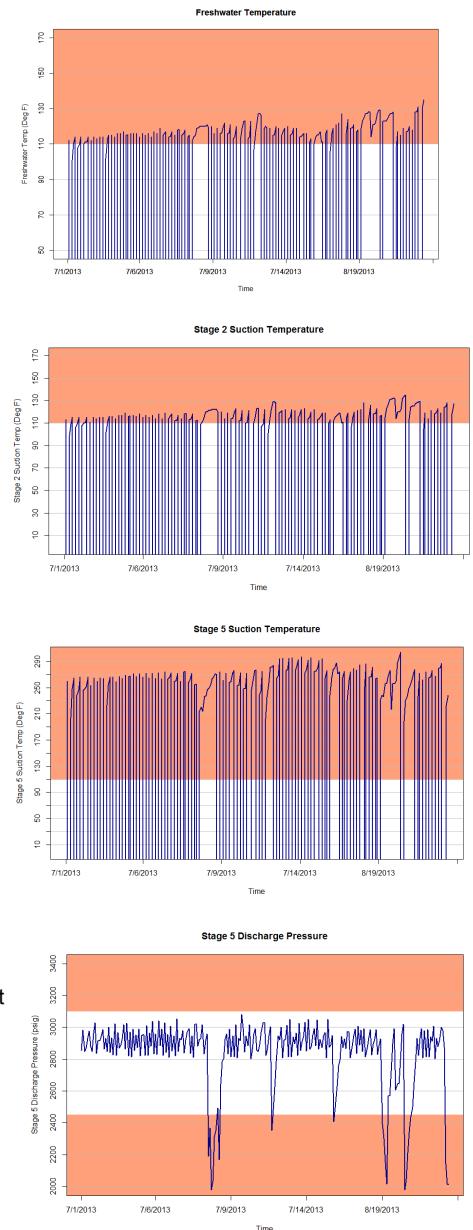 Freshwater Temperature
Freshwater Temp (Deg F)
170
150
130
110
90
70
50
7/1/2013 7/6/2013 7/9/2013 7/14/2013 8/19/2013
Time
Stage 2 Suction Temperature
Stage 2 Suction Temp (Deg F)
170
150
130
110
90
70
50
30
10
7/1/2013 7/6/2013 7/9/2013 7/14/2013 8/19/2013
Time
Stage 5 Suction Temperature
Stage 5 Suction Temp (Deg F)
290
250
210
170
130
90
50
10
7/1/2013 7/6/2013 7/9/2013 7/14/2013 8/19/2013
Time
t
Stage 5 Discharge Pressure
Stage 5 Discharge Pressure (psig)
3400
3200
3000
2800
2600
2400
2200
2000
7/1/2013 7/6/2013 7/9/2013 7/14/2013 8/19/2013
Time